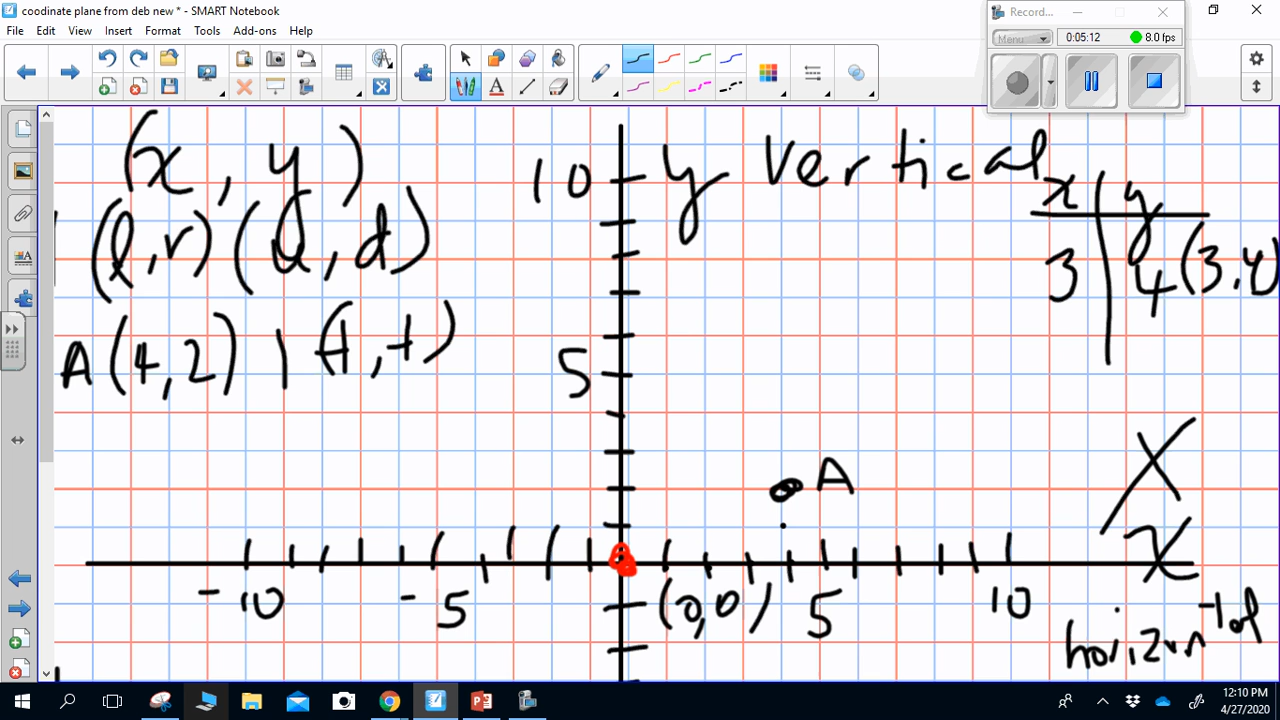 coodinate plane from deb new * - SMART Notebook
Record...
File Edit View Insert Format Tools Add-ons Help
Menu 0:05:12 8.0 fps
(x, y)
10 y Vertical
x y
(l,r) (u,d)
3 4 (3,4)
A(4,2) | (+,+)
5
A
X
x
-10 -5 (0,0) 5 10
horizontal
12:10 PM
4/27/2020